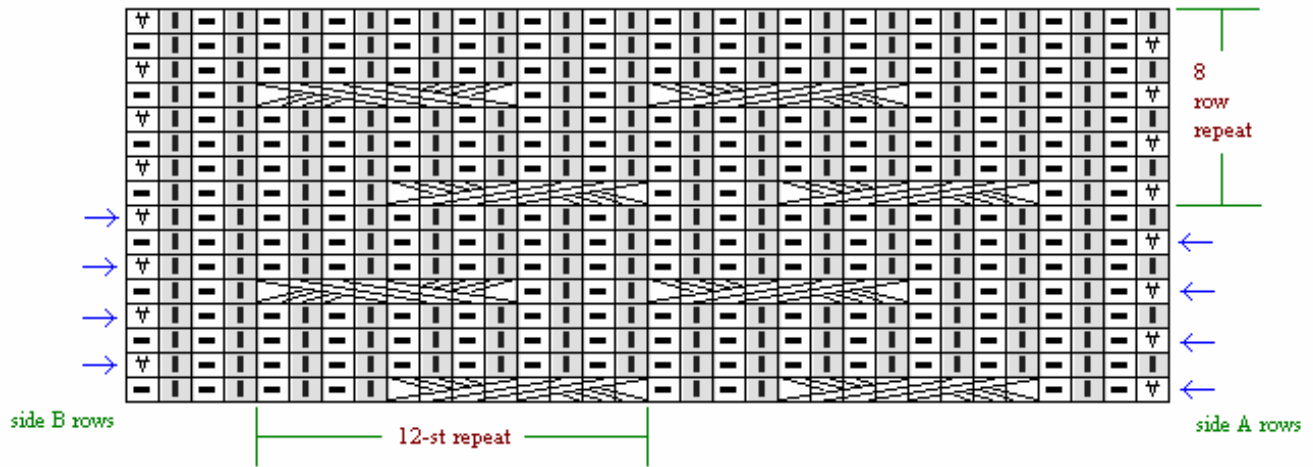 8
row
repeat
side B rows
12-st repeat
side A rows